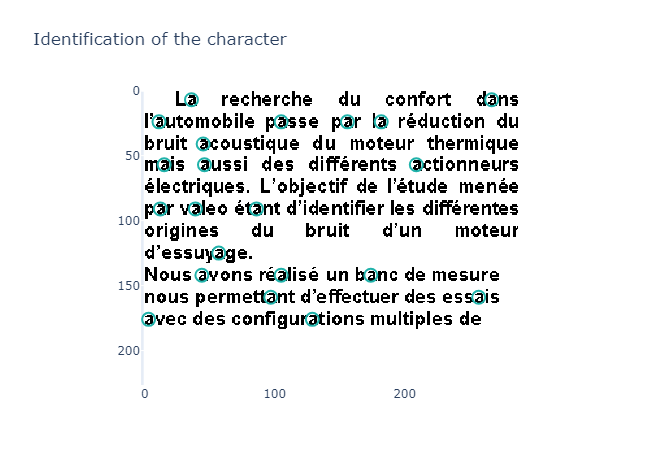 Identification of the character
0
La recherche du confort dans
l'automobile passe par la réduction du
bruit acoustique du moteur thermique
50
mais aussi des différents actionneurs
électriques. L'objectif de l'étude menée
100
par valeo étant d'identifier les différentes
origines du bruit d'un moteur
d'essuyage.
150
Nous avons réalisé un banc de mesure
nous permettant d'effectuer des essais
avec des configurations multiples de
200
0 100 200